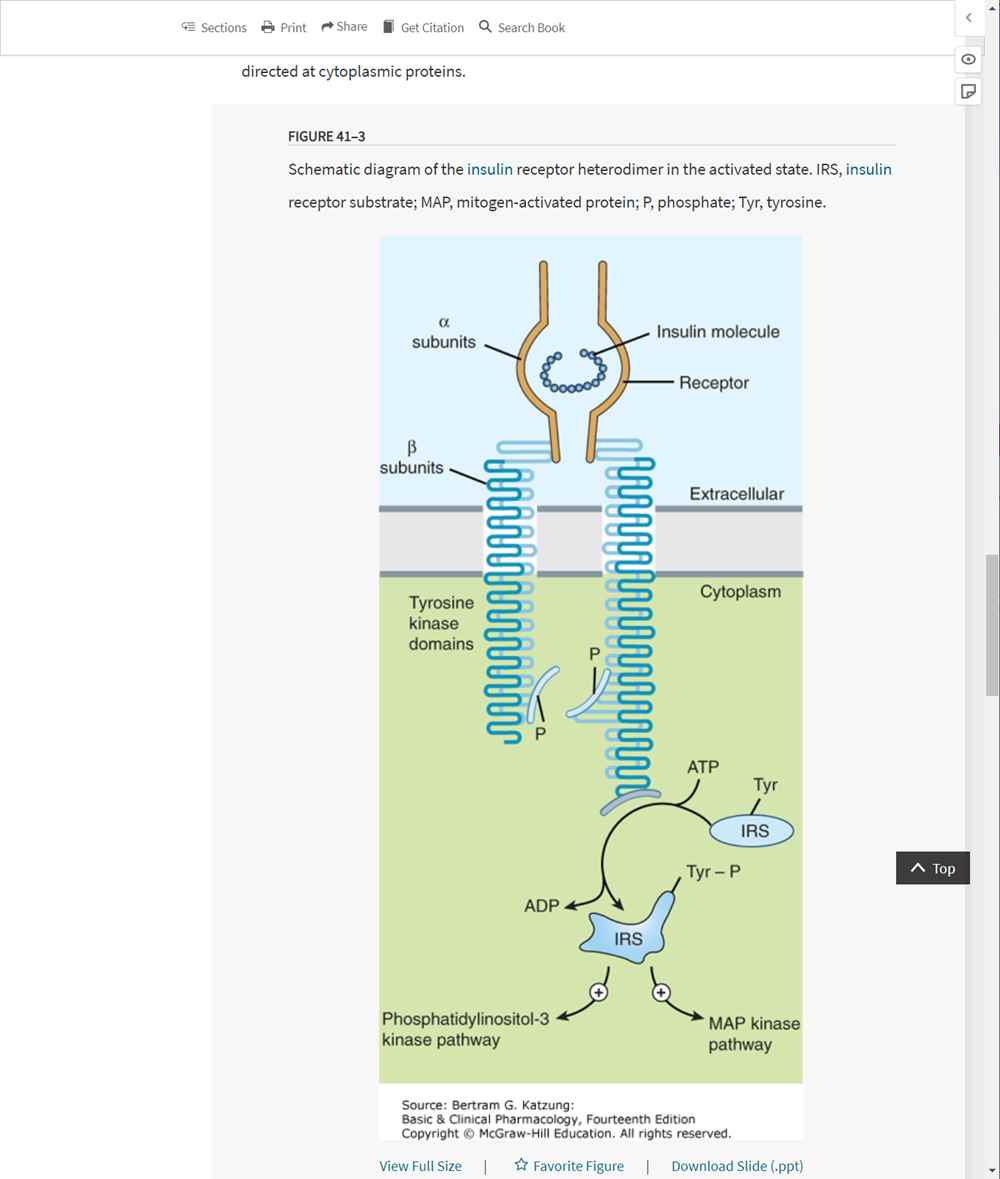 Sections Print Share Get Citation Search Book
directed at cytoplasmic proteins.
FIGURE 41–3
Schematic diagram of the insulin receptor heterodimer in the activated state. IRS, insulin
receptor substrate; MAP, mitogen-activated protein; P, phosphate; Tyr, tyrosine.
α
subunits
Insulin molecule
Receptor
β
subunits
Extracellular
Cytoplasm
Tyrosine
kinase
domains
P
P
ATP
Tyr
IRS
Top
Tyr – P
ADP
IRS
+
+
Phosphatidylinositol-3
kinase pathway
MAP kinase
pathway
Source: Bertram G. Katzung:
Basic & Clinical Pharmacology, Fourteenth Edition
Copyright © McGraw-Hill Education. All rights reserved.
View Full Size | Favorite Figure | Download Slide (.ppt)